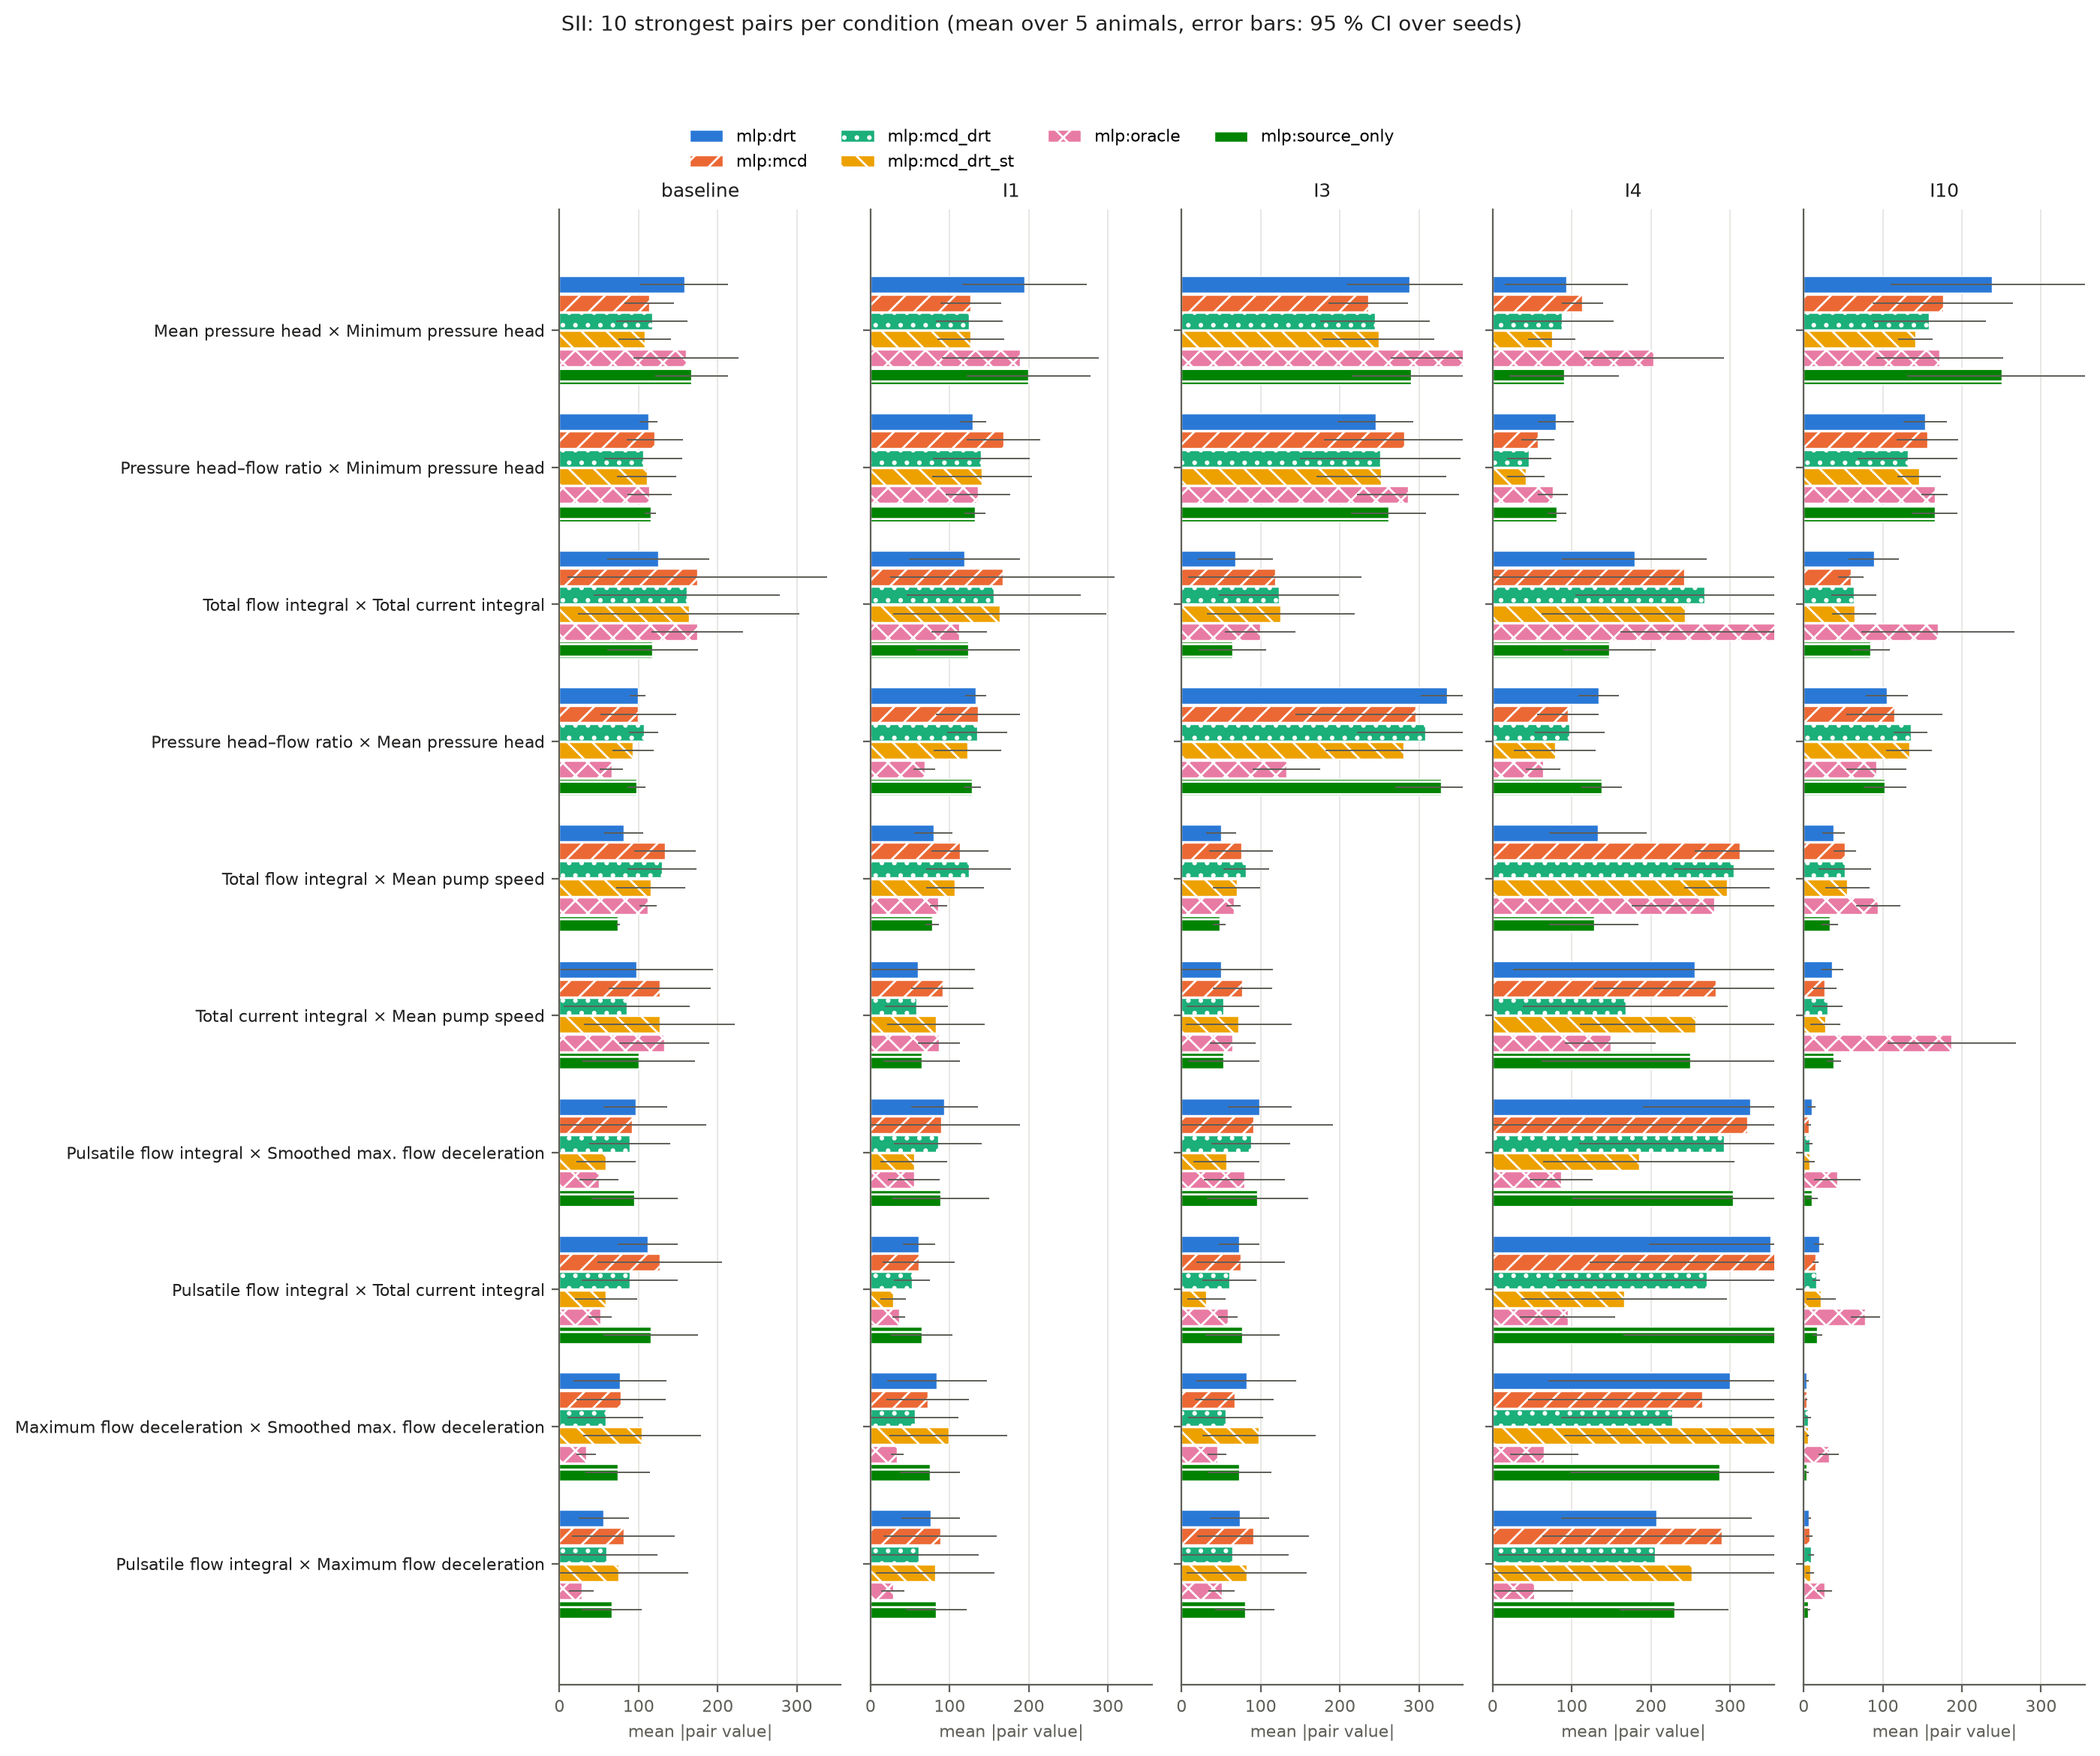 SII: 10 strongest pairs per condition (mean over 5 animals, error bars: 95 % CI over seeds)
mlp:drt
mlp:mcd
mlp:mcd_drt
mlp:mcd_drt_st
mlp:oracle
mlp:source_only
baseline
I1
I3
I4
I10
Mean pressure head × Minimum pressure head
Pressure head–flow ratio × Minimum pressure head
Total flow integral × Total current integral
Pressure head–flow ratio × Mean pressure head
Total flow integral × Mean pump speed
Total current integral × Mean pump speed
Pulsatile flow integral × Smoothed max. flow deceleration
Pulsatile flow integral × Total current integral
Maximum flow deceleration × Smoothed max. flow deceleration
Pulsatile flow integral × Maximum flow deceleration
0 100 200 300
0 100 200 300
0 100 200 300
0 100 200 300
0 100 200 300
mean |pair value|
mean |pair value|
mean |pair value|
mean |pair value|
mean |pair value|